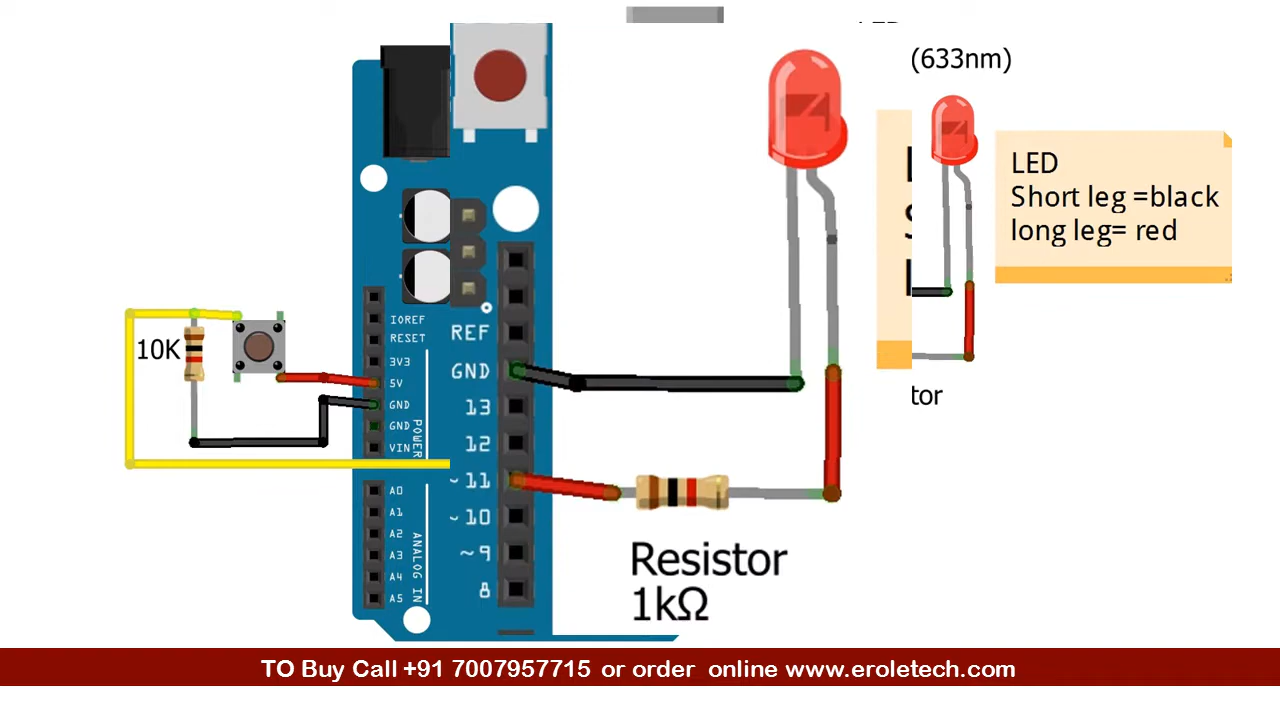 (633nm)
LED
Short leg =black
long leg= red
IOREF
RESET
3V3
5V
GND
GND
VIN
POWER
REF
GND
13
12
~11
~10
~9
8
10K
tor
A0
A1
A2
A3
A4
A5
ANALOG IN
Resistor
1kΩ
TO Buy Call +91 7007957715 or order online www.eroletech.com